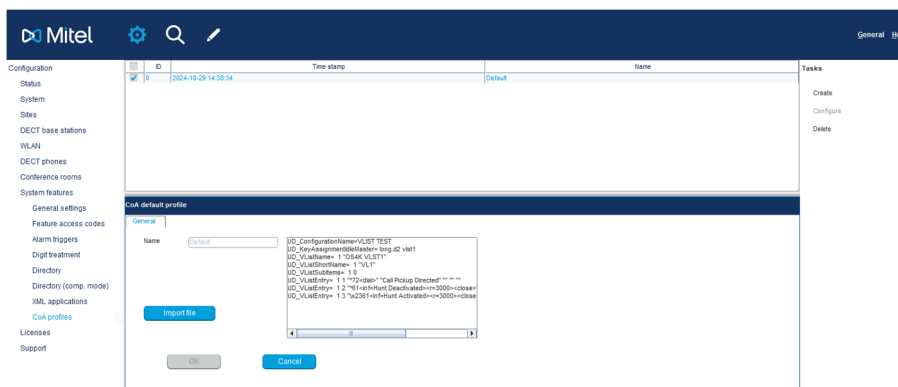 Mitel
General He
Configuration
Status
System
Sites
DECT base stations
WLAN
DECT phones
Conference rooms
System features
General settings
Feature access codes
Alarm triggers
Digit treatment
Directory
Directory (comp. mode)
XML applications
CoA profiles
Licenses
Support
ID Time stamp Name
0 2024-10-29 14:38:34 Default
Tasks
Create
Configure
Delete
CoA default profile
General
Name Default
UD_ConfigurationName=VLIST TEST
UD_KeyAssignmentIdleMaster= long.d2 vlst1
UD_VListName= 1 "OS4K VLST1"
UD_VListShortName= 1 "VL1"
UD_VListSubItems= 1 0
UD_VListEntry= 1 1 "*72<dial>" "Call Pickup Directed" "" "" ""
UD_VListEntry= 1 2 "*61<inf=Hunt Deactivated><r=3000><close>
UD_VListEntry= 1 3 "\x2361<inf=Hunt Activated><r=3000><close
Import file
OK Cancel